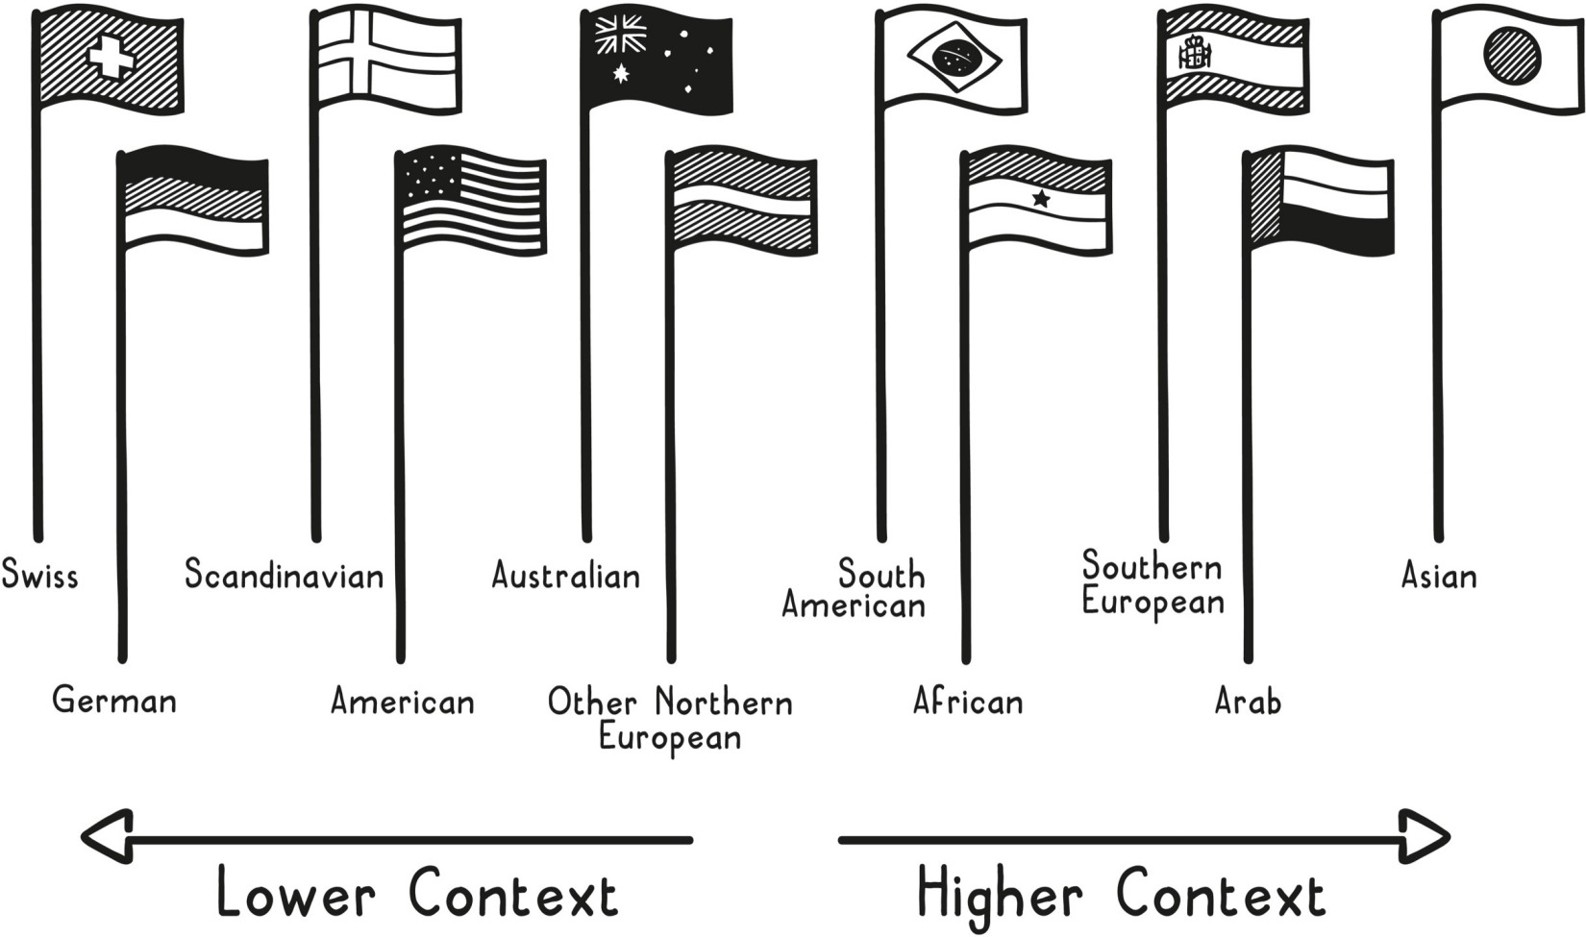 Swiss
Scandinavian
Australian
South
American
Southern
European
Asian
German
American
Other Northern
European
African
Arab
Lower Context
Higher Context